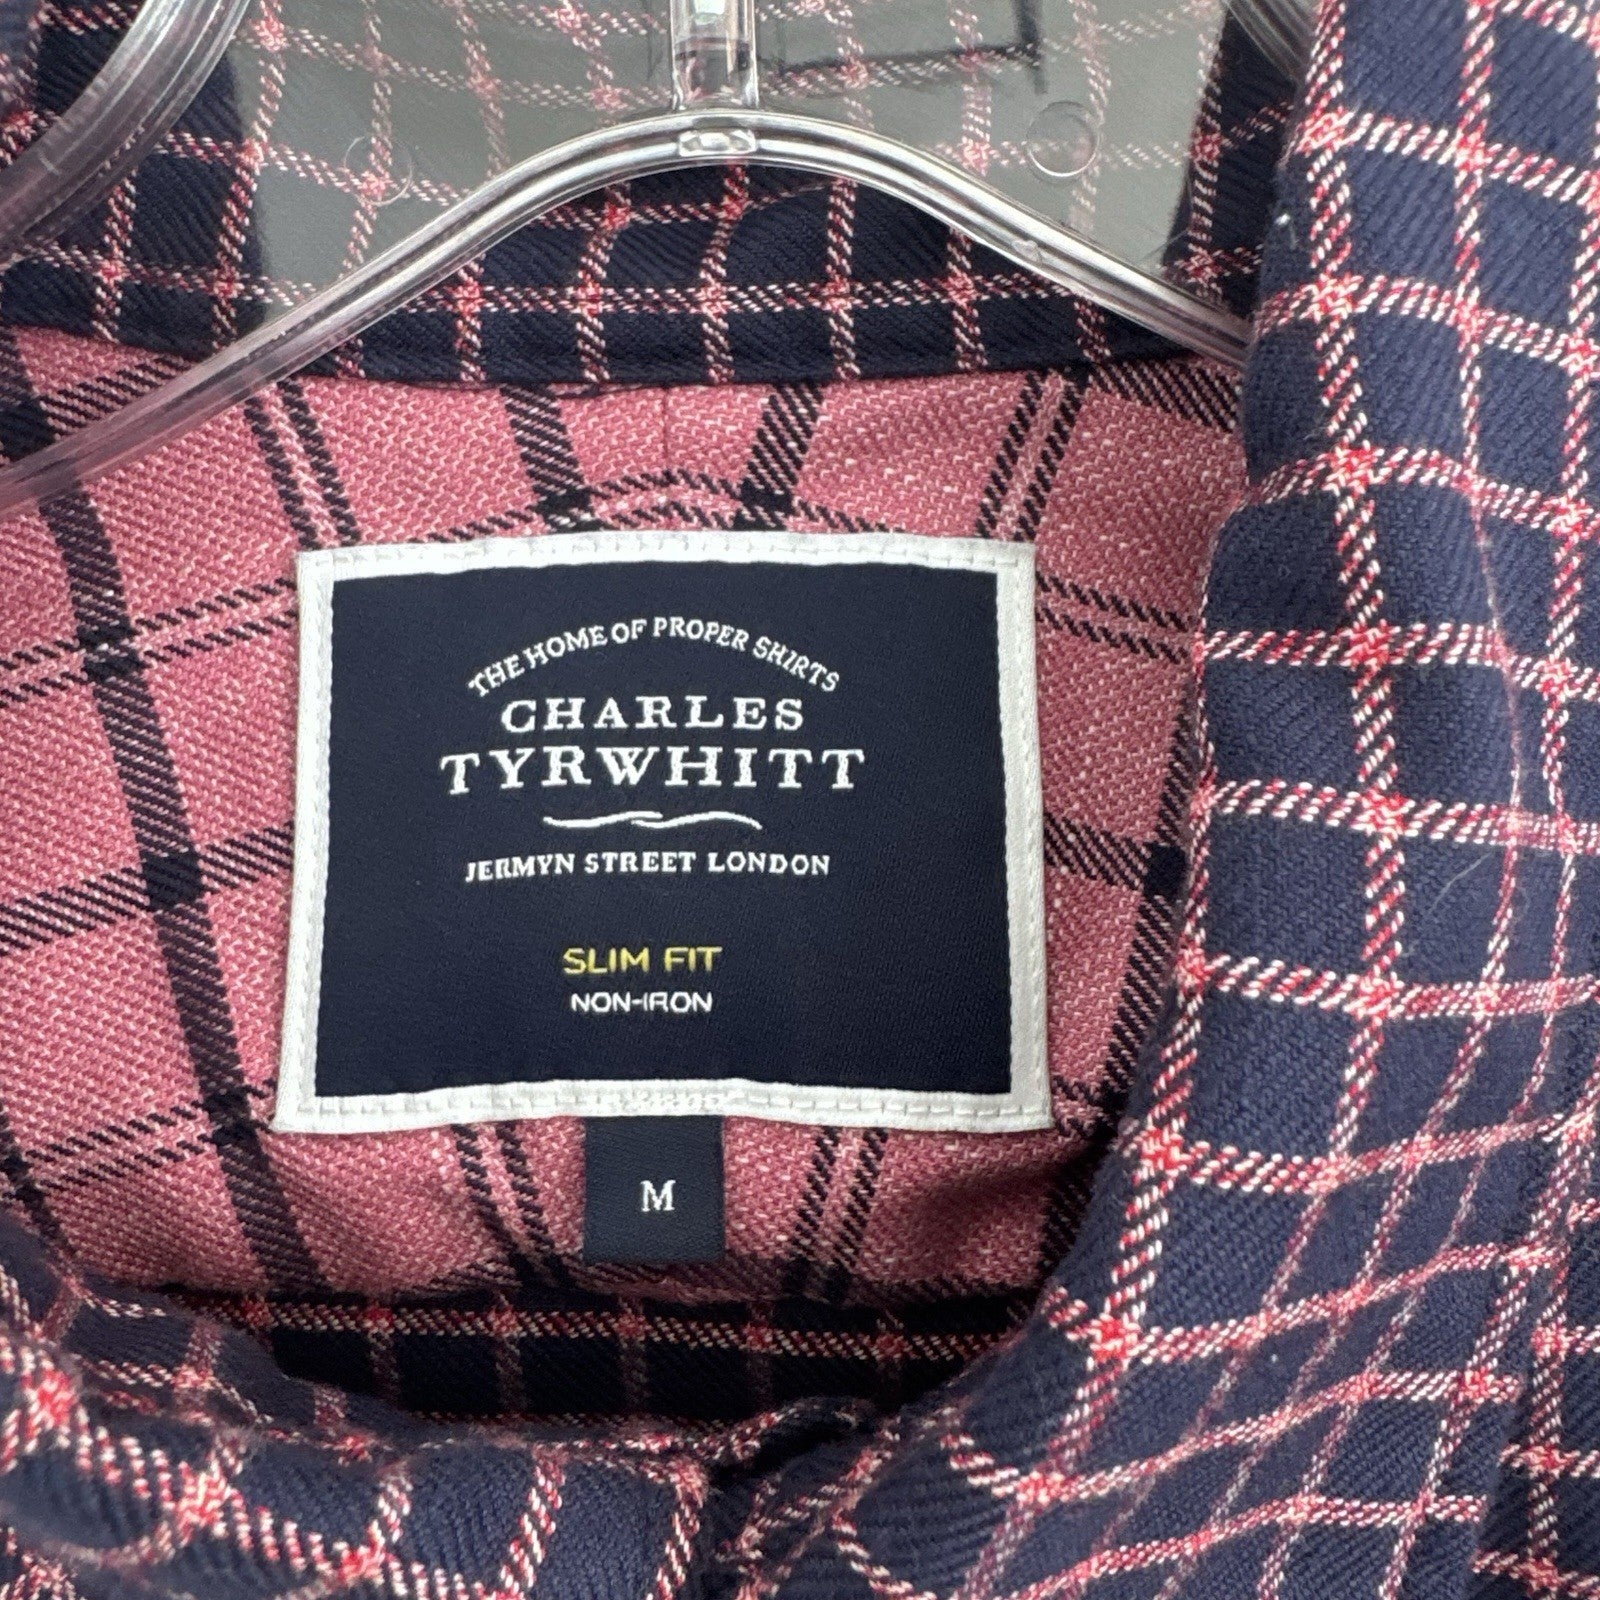 THE HOME OF PROPER SHIRTS
CHARLES
TYRWHITT
JERMYN STREET LONDON
SLIM FIT
NON-IRON
M